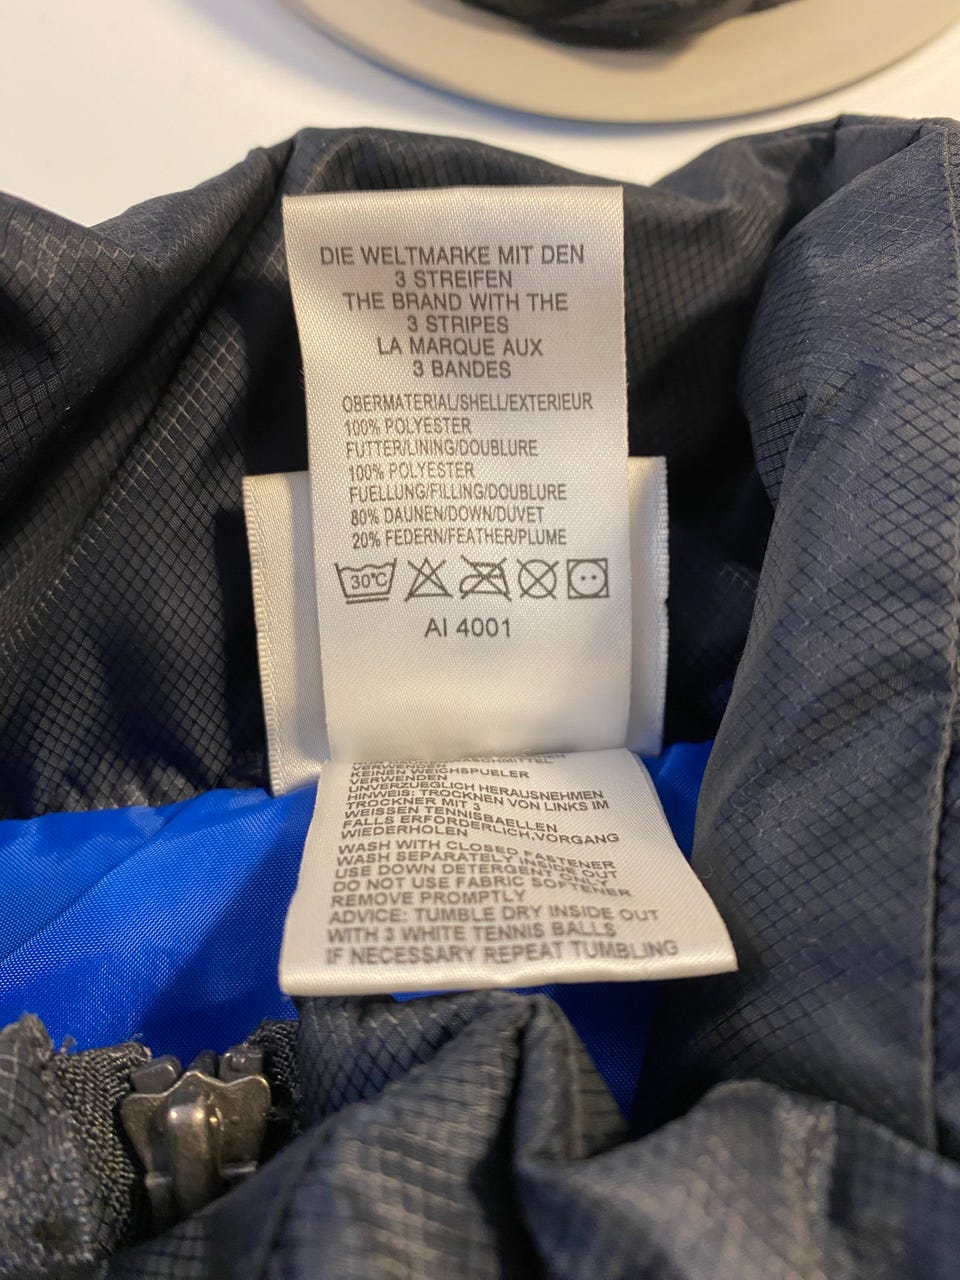 DIE WELTMARKE MIT DEN
3 STREIFEN
THE BRAND WITH THE
3 STRIPES
LA MARQUE AUX
3 BANDES
OBERMATERIAL/SHELL/EXTERIEUR
100% POLYESTER
FUTTER/LINING/DOUBLURE
100% POLYESTER
FUELLUNG/FILLING/DOUBLURE
80% DAUNEN/DOWN/DUVET
20% FEDERN/FEATHER/PLUME
30°C
AI 4001
VERWENDEN
KEINEN WEICHSPUELER
VERWENDEN
UNVERZUEGLICH HERAUSNEHMEN
HINWEIS: TROCKNEN VON LINKS IM
TROCKNER MIT 3
WEISSEN TENNISBAELLEN
FALLS ERFORDERLICH,VORGANG
WIEDERHOLEN
WASH WITH CLOSED FASTENER
WASH SEPARATELY INSIDE OUT
USE DOWN DETERGENT ONLY
DO NOT USE FABRIC SOFTENER
REMOVE PROMPTLY
ADVICE: TUMBLE DRY INSIDE OUT
WITH 3 WHITE TENNIS BALLS
IF NECESSARY REPEAT TUMBLING